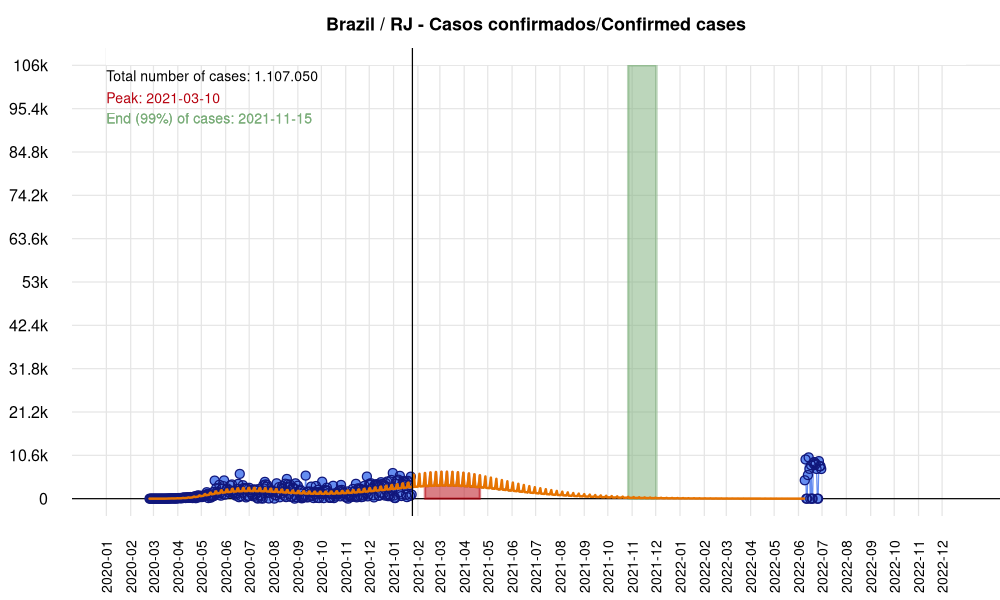 Brazil / RJ - Casos confirmados/Confirmed cases
106k
Total number of cases: 1.107.050
Peak: 2021-03-10
95.4k
End (99%) of cases: 2021-11-15
84.8k
74.2k
63.6k
53k
42.4k
31.8k
21.2k
10.6k
0
2020-01
2020-02
2020-03
2020-04
2020-05
2020-06
2020-07
2020-08
2020-09
2020-10
2020-11
2020-12
2021-01
2021-02
2021-03
2021-04
2021-05
2021-06
2021-07
2021-08
2021-09
2021-10
2021-11
2021-12
2022-01
2022-02
2022-03
2022-04
2022-05
2022-06
2022-07
2022-08
2022-09
2022-10
2022-11
2022-12